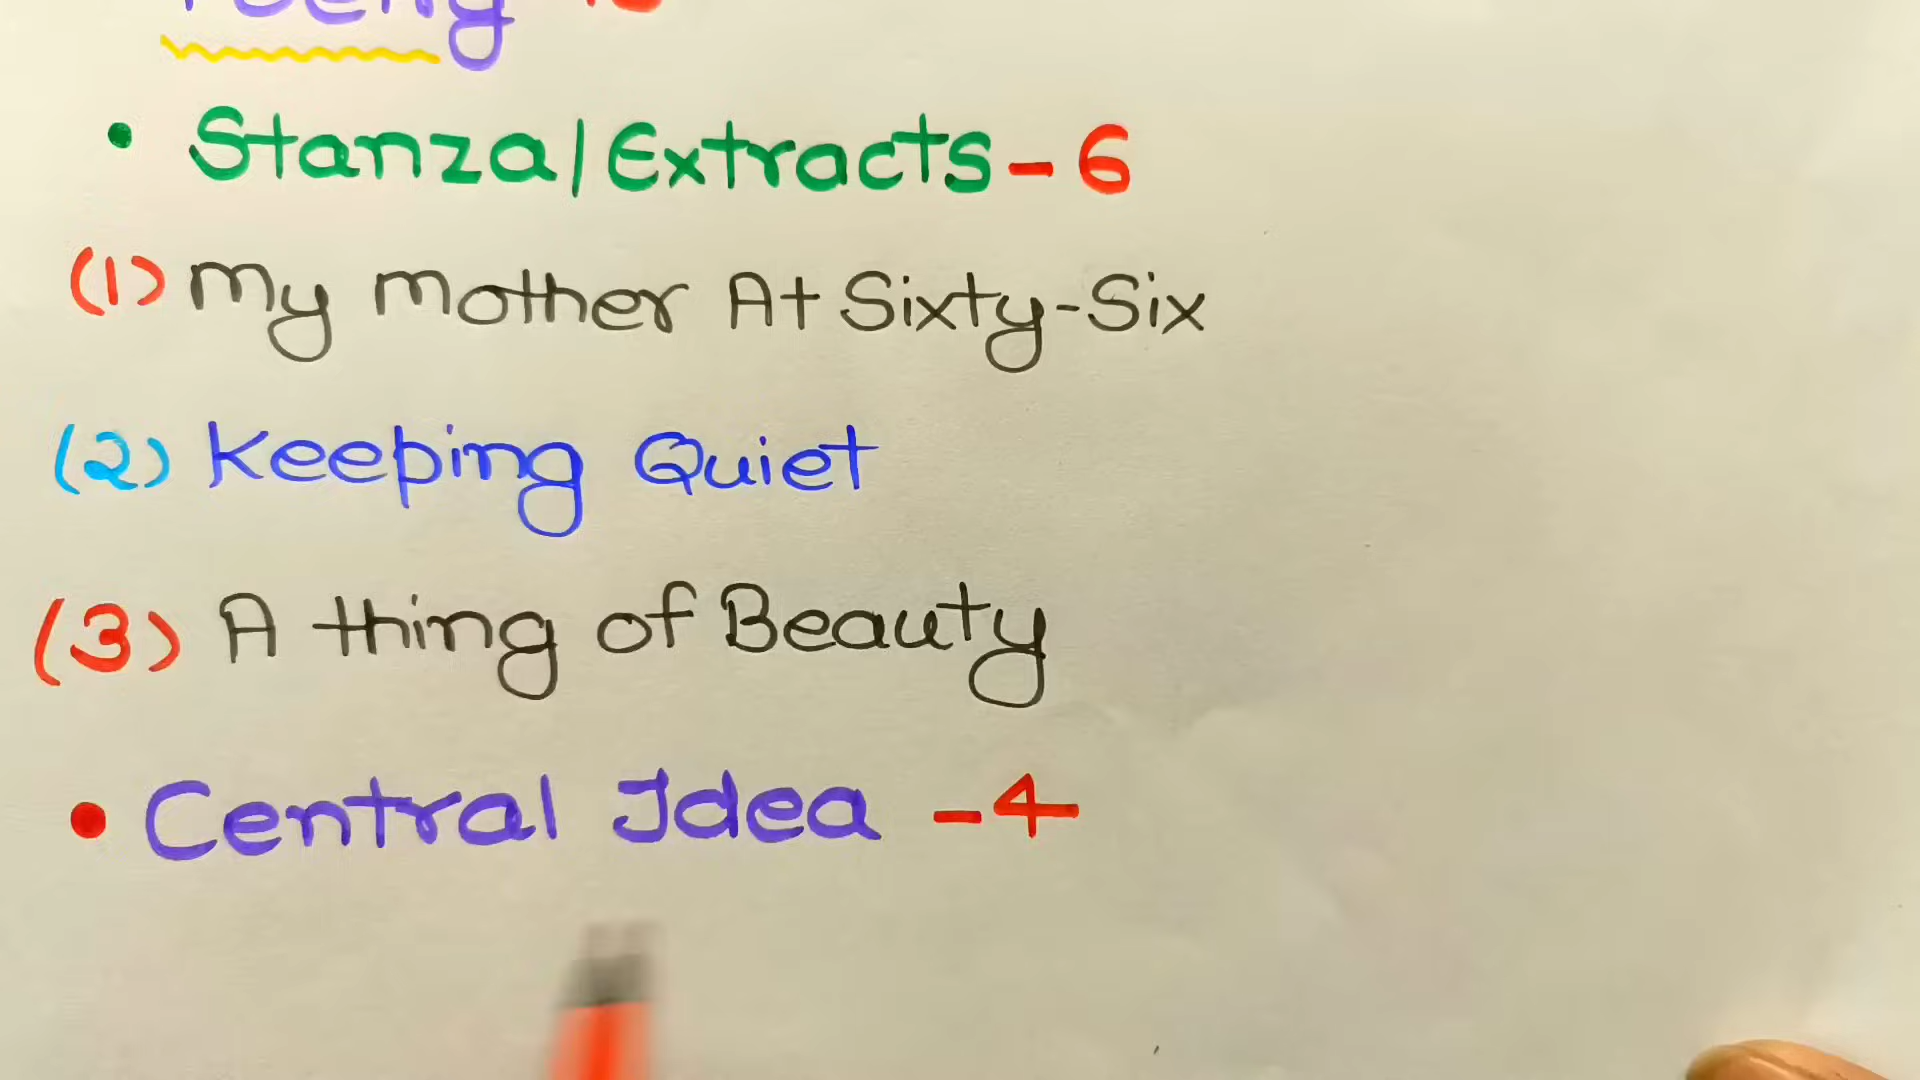 • Stanza/Extracts - 6
(1) My Mother At Sixty-Six
(2) Keeping Quiet
(3) A thing of Beauty
• Central Idea - 4